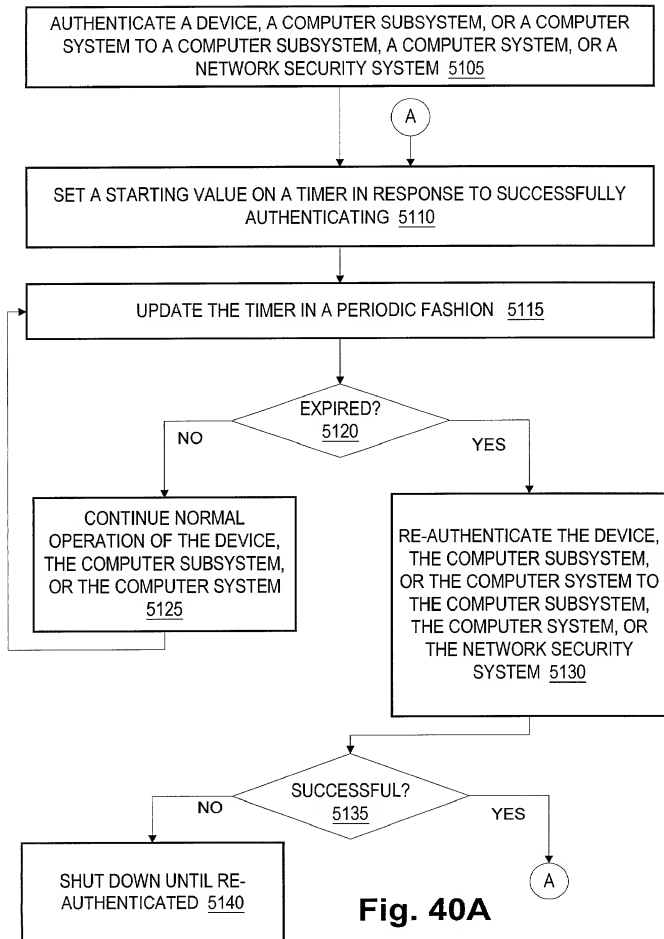 AUTHENTICATE A DEVICE, A COMPUTER SUBSYSTEM, OR A COMPUTER
SYSTEM TO A COMPUTER SUBSYSTEM, A COMPUTER SYSTEM, OR A
NETWORK SECURITY SYSTEM 5105
A
SET A STARTING VALUE ON A TIMER IN RESPONSE TO SUCCESSFULLY
AUTHENTICATING 5110
UPDATE THE TIMER IN A PERIODIC FASHION 5115
EXPIRED?
5120
NO
YES
CONTINUE NORMAL
OPERATION OF THE DEVICE,
THE COMPUTER SUBSYSTEM,
OR THE COMPUTER SYSTEM
5125
RE-AUTHENTICATE THE DEVICE,
THE COMPUTER SUBSYSTEM,
OR THE COMPUTER SYSTEM TO
THE COMPUTER SUBSYSTEM,
THE COMPUTER SYSTEM, OR
THE NETWORK SECURITY
SYSTEM 5130
SUCCESSFUL?
5135
NO
YES
SHUT DOWN UNTIL RE-
AUTHENTICATED 5140
A
Fig. 40A